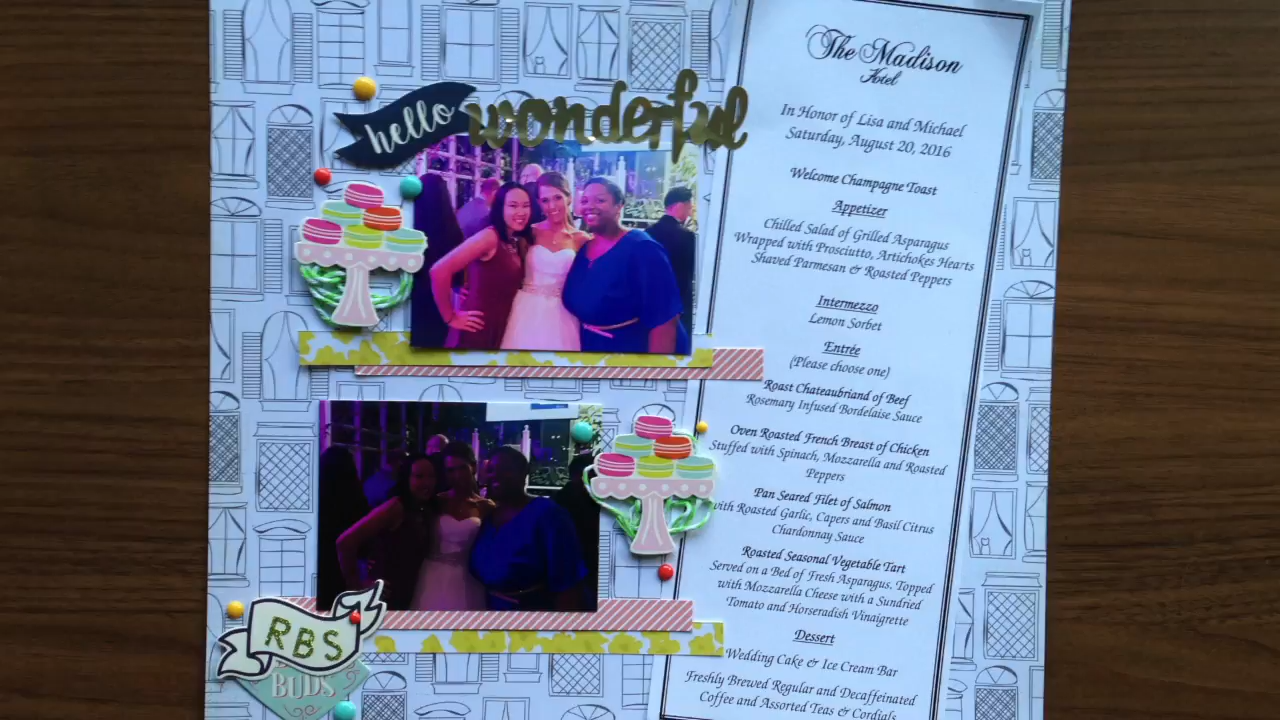 hello wonderful
RBS
BUDS
The Madison
Hotel
In Honor of Lisa and Michael
Saturday, August 20, 2016
Welcome Champagne Toast
Appetizer
Chilled Salad of Grilled Asparagus
Wrapped with Prosciutto, Artichokes Hearts
Shaved Parmesan & Roasted Peppers
Intermezzo
Lemon Sorbet
Entrée
(Please choose one)
Roast Chateaubriand of Beef
Rosemary Infused Bordelaise Sauce
Oven Roasted French Breast of Chicken
Stuffed with Spinach, Mozzarella and Roasted
Peppers
Pan Seared Filet of Salmon
with Roasted Garlic, Capers and Basil Citrus
Chardonnay Sauce
Roasted Seasonal Vegetable Tart
Served on a Bed of Fresh Asparagus, Topped
with Mozzarella Cheese with a Sundried
Tomato and Horseradish Vinaigrette
Dessert
Wedding Cake & Ice Cream Bar
Freshly Brewed Regular and Decaffeinated
Coffee and Assorted Teas & Cordials